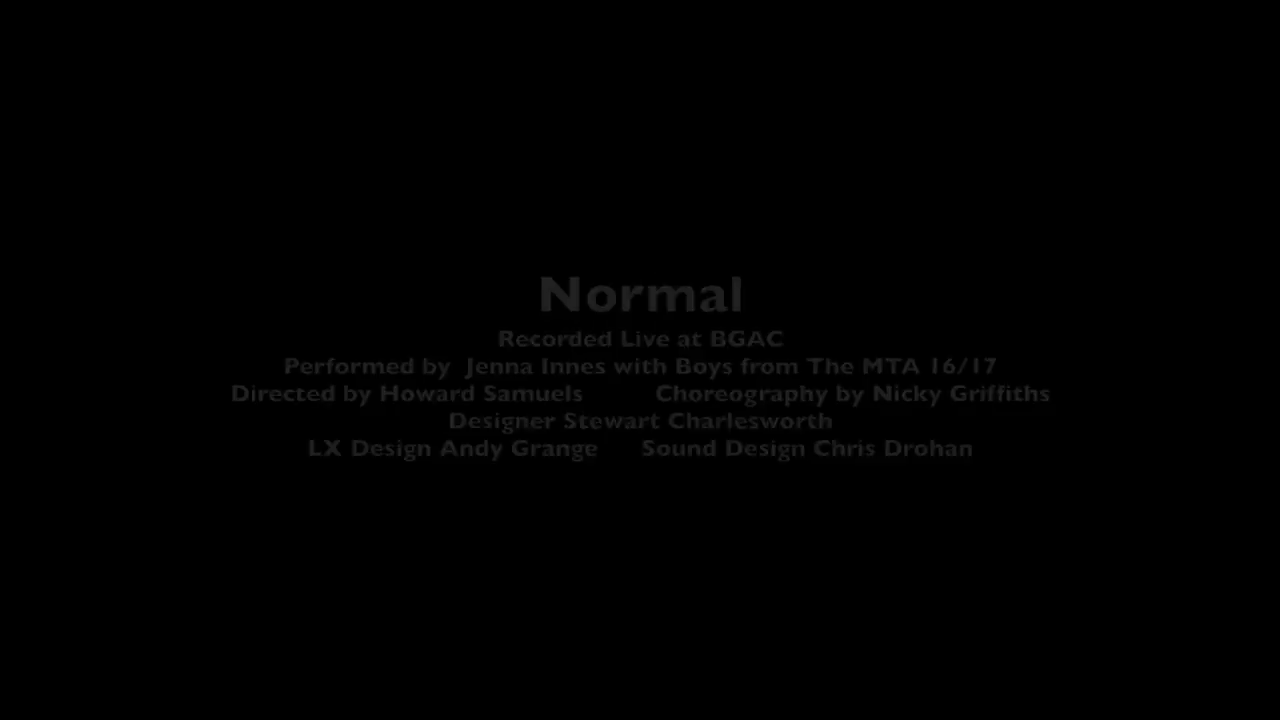 Normal
Recorded Live at BGAC
Performed by Jenna Innes with Boys from The MTA 16/17
Directed by Howard Samuels Choreography by Nicky Griffiths
Designer Stewart Charlesworth
LX Design Andy Grange Sound Design Chris Drohan